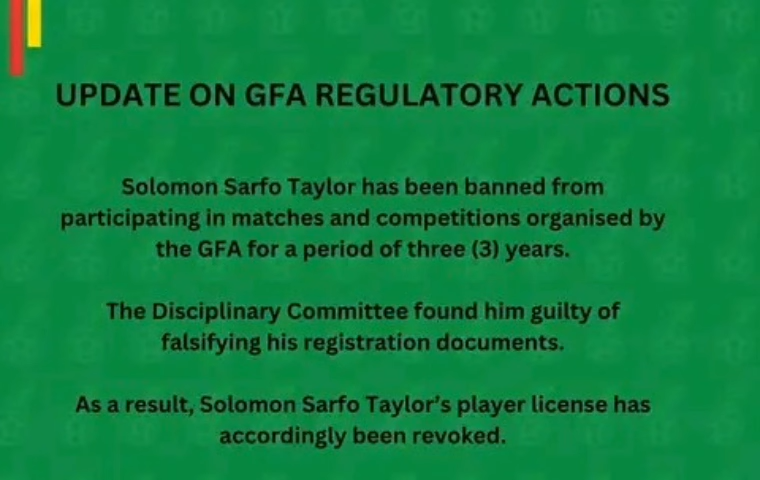 UPDATE ON GFA REGULATORY ACTIONS
Solomon Sarfo Taylor has been banned from
participating in matches and competitions organised by
the GFA for a period of three (3) years.
The Disciplinary Committee found him guilty of
falsifying his registration documents.
As a result, Solomon Sarfo Taylor's player license has
accordingly been revoked.